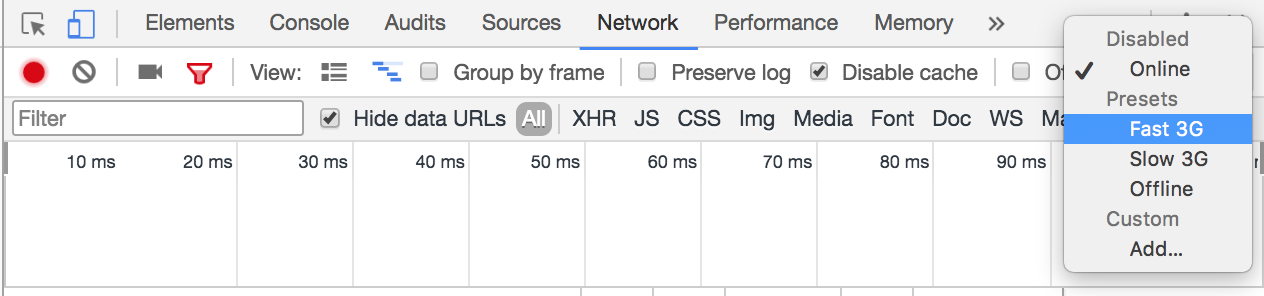 Elements Console Audits Sources Network Performance Memory »
View: Group by frame Preserve log Disable cache
Filter Hide data URLs All XHR JS CSS Img Media Font Doc WS
10 ms 20 ms 30 ms 40 ms 50 ms 60 ms 70 ms 80 ms 90 ms
Disabled
✓ Online
Presets
Fast 3G
Slow 3G
Offline
Custom
Add...